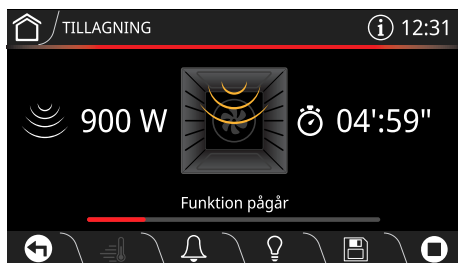 TILLAGNING
i 12:31
900 W
04':59"
Funktion pågår